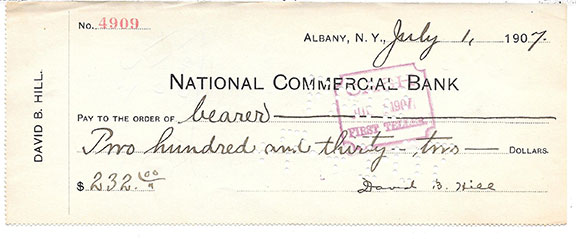 No. 4909
ALBANY, N. Y., July 1, 1907.
NATIONAL COMMERCIAL BANK
PAY TO THE ORDER OF bearer
Two hundred and thirty-two DOLLARS.
$ 232.00
David B. Hill
DAVID B. HILL.
1907
FIRST TELLER